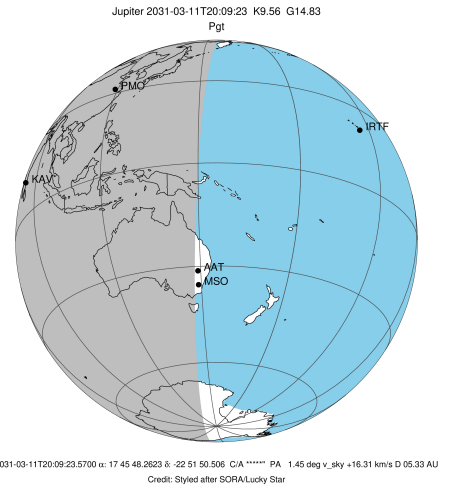 Jupiter 2031-03-11T20:09:23 K9.56 G14.83
Pgt
PMO
IRTF
KAV
AAT
MSO
031-03-11T20:09:23.5700 α: 17 45 48.2623 δ: -22 51 50.506 C/A *****" PA 1.45 deg v_sky +16.31 km/s D 05.33 AU
Credit: Styled after SORA/Lucky Star